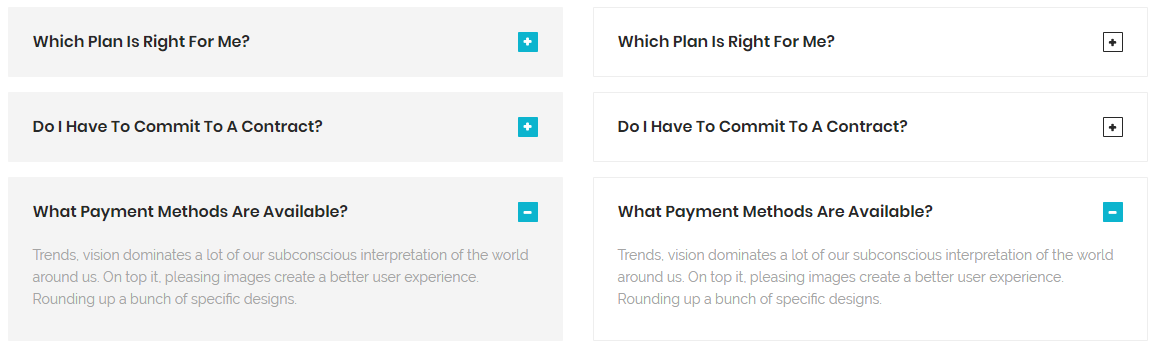 Which Plan Is Right For Me?
Do I Have To Commit To A Contract?
What Payment Methods Are Available?
Trends, vision dominates a lot of our subconscious interpretation of the world
around us. On top it, pleasing images create a better user experience.
Rounding up a bunch of specific designs.
Which Plan Is Right For Me?
Do I Have To Commit To A Contract?
What Payment Methods Are Available?
Trends, vision dominates a lot of our subconscious interpretation of the world
around us. On top it, pleasing images create a better user experience.
Rounding up a bunch of specific designs.